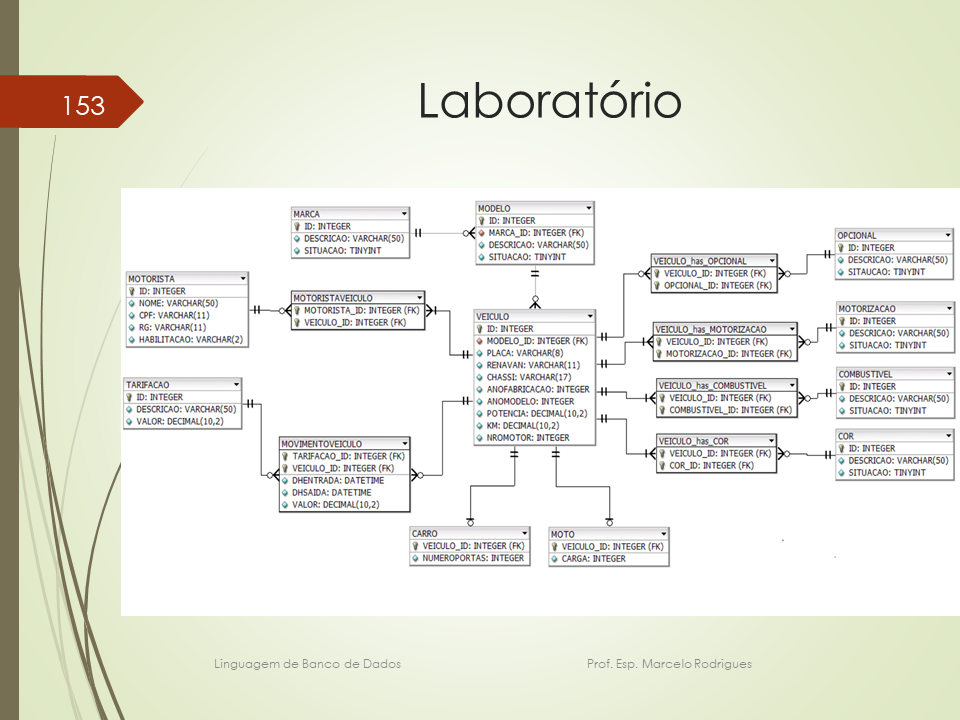 153
Laboratório
MARCA
ID: INTEGER
DESCRICAO: VARCHAR(50)
SITUACAO: TINYINT
MODELO
ID: INTEGER
MARCA_ID: INTEGER (FK)
DESCRICAO: VARCHAR(50)
SITUACAO: TINYINT
OPCIONAL
ID: INTEGER
DESCRICAO: VARCHAR(50)
SITAUCAO: TINYINT
VEICULO_has_OPCIONAL
VEICULO_ID: INTEGER (FK)
OPCIONAL_ID: INTEGER (FK)
MOTORISTA
ID: INTEGER
NOME: VARCHAR(50)
CPF: VARCHAR(11)
RG: VARCHAR(11)
HABILITACAO: VARCHAR(2)
MOTORISTAVEICULO
MOTORISTA_ID: INTEGER (FK)
VEICULO_ID: INTEGER (FK)
VEICULO
ID: INTEGER
MODELO_ID: INTEGER (FK)
PLACA: VARCHAR(8)
RENAVAN: VARCHAR(11)
CHASSI: VARCHAR(17)
ANOFABRICACAO: INTEGER
ANOMODELO: INTEGER
POTENCIA: DECIMAL(10,2)
KM: DECIMAL(10,2)
NROMOTOR: INTEGER
VEICULO_has_MOTORIZACAO
VEICULO_ID: INTEGER (FK)
MOTORIZACAO_ID: INTEGER (FK)
MOTORIZACAO
ID: INTEGER
DESCRICAO: VARCHAR(50)
SITUACAO: TINYINT
TARIFACAO
ID: INTEGER
DESCRICAO: VARCHAR(50)
VALOR: DECIMAL(10,2)
VEICULO_has_COMBUSTIVEL
VEICULO_ID: INTEGER (FK)
COMBUSTIVEL_ID: INTEGER (FK)
COMBUSTIVEL
ID: INTEGER
DESCRICAO: VARCHAR(50)
SITUACAO: TINYINT
MOVIMENTOVEICULO
TARIFACAO_ID: INTEGER (FK)
VEICULO_ID: INTEGER (FK)
DHENTRADA: DATETIME
DHSAIDA: DATETIME
VALOR: DECIMAL(10,2)
VEICULO_has_COR
VEICULO_ID: INTEGER (FK)
COR_ID: INTEGER (FK)
COR
ID: INTEGER
DESCRICAO: VARCHAR(50)
SITUACAO: TINYINT
CARRO
VEICULO_ID: INTEGER (FK)
NUMEROPORTAS: INTEGER
MOTO
VEICULO_ID: INTEGER (FK)
CARGA: INTEGER
Linguagem de Banco de Dados
Prof. Esp. Marcelo Rodrigues